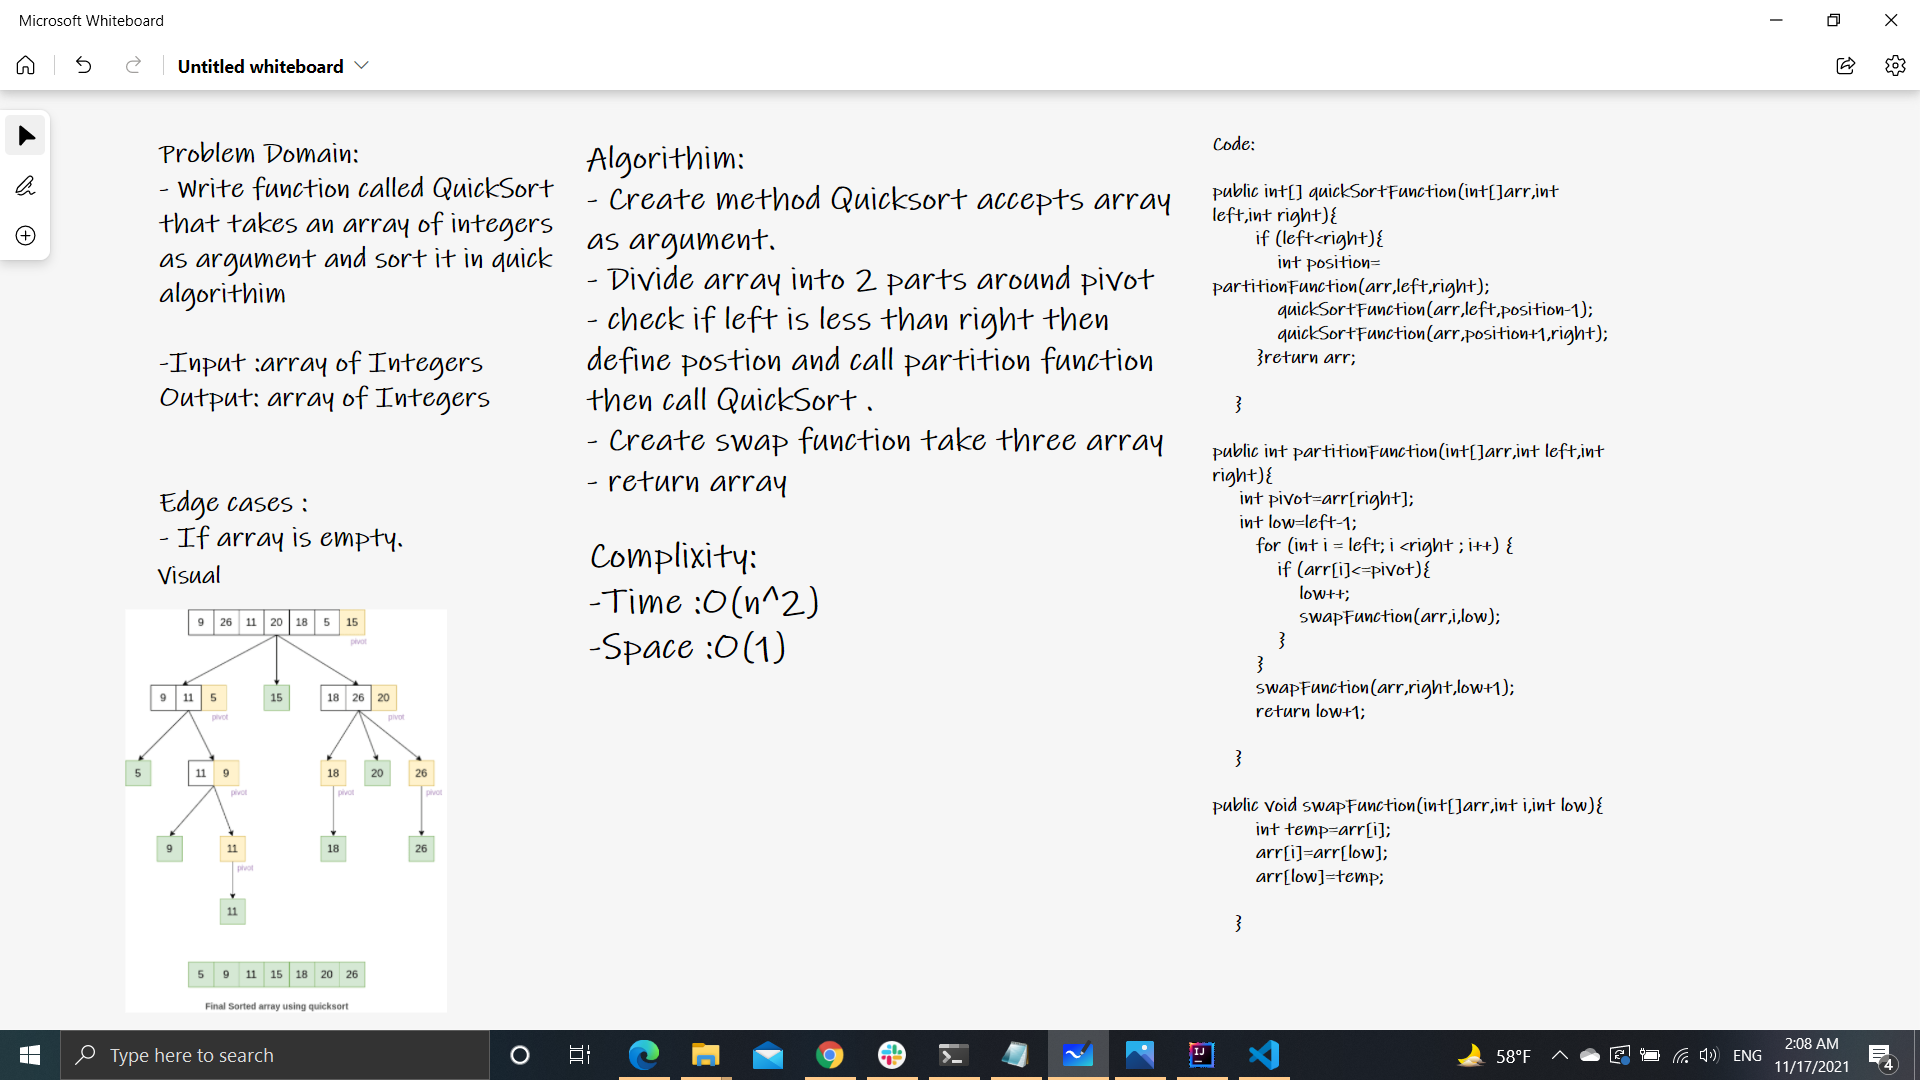 Microsoft Whiteboard
Untitled whiteboard
Problem Domain:
- Write function called QuickSort
that takes an array of integers
as argument and sort it in quick
algorithim
-Input :array of Integers
Output: array of Integers
Edge cases :
- If array is empty.
Visual
9 26 11 20 18 5 15
pivot
9 11 5 15 18 26 20
pivot pivot
5 11 9 18 20 26
pivot pivot pivot
9 11 18 26
pivot
11
5 9 11 15 18 20 26
Final Sorted array using quicksort
Algorithim:
- Create method Quicksort accepts array
as argument.
- Divide array into 2 parts around pivot
- check if left is less than right then
define postion and call partition function
then call QuickSort .
- Create swap function take three array
- return array
Complixity:
-Time :O(n^2)
-Space :O(1)
Code:
public int[] quickSortFunction(int[]arr,int
left,int right){
if (left<right){
int position=
partitionFunction(arr,left,right);
quickSortFunction(arr,left,position-1);
quickSortFunction(arr,position+1,right);
}return arr;
}
public int partitionFunction(int[]arr,int left,int
right){
int pivot=arr[right];
int low=left-1;
for (int i = left; i <right ; i++) {
if (arr[i]<=pivot){
low++;
swapFunction(arr,i,low);
}
}
swapFunction(arr,right,low+1);
return low+1;
}
public void swapFunction(int[]arr,int i,int low){
int temp=arr[i];
arr[i]=arr[low];
arr[low]=temp;
}
Type here to search
58°F
ENG
2:08 AM
11/17/2021
4